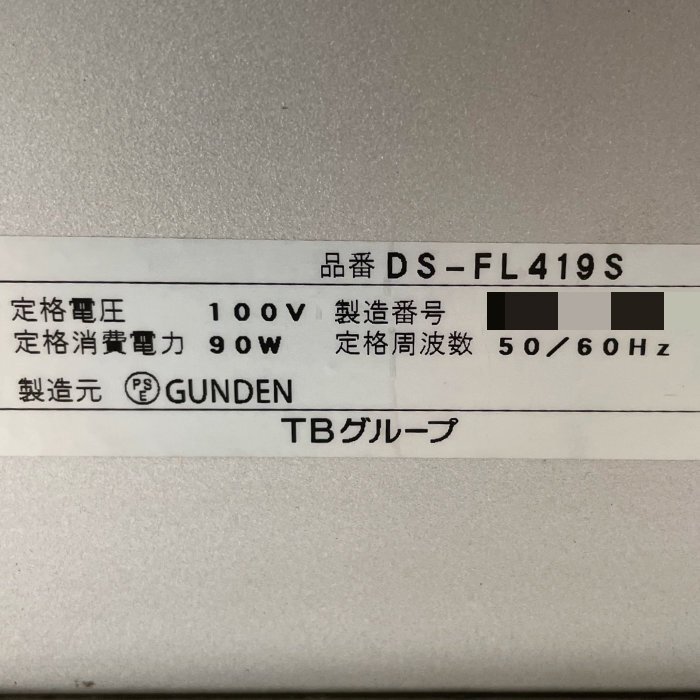 品番 DS-FL419S
定格電圧 100V 製造番号
定格消費電力 90W 定格周波数 50/60Hz
製造元 PSE GUNDEN
TBグループ